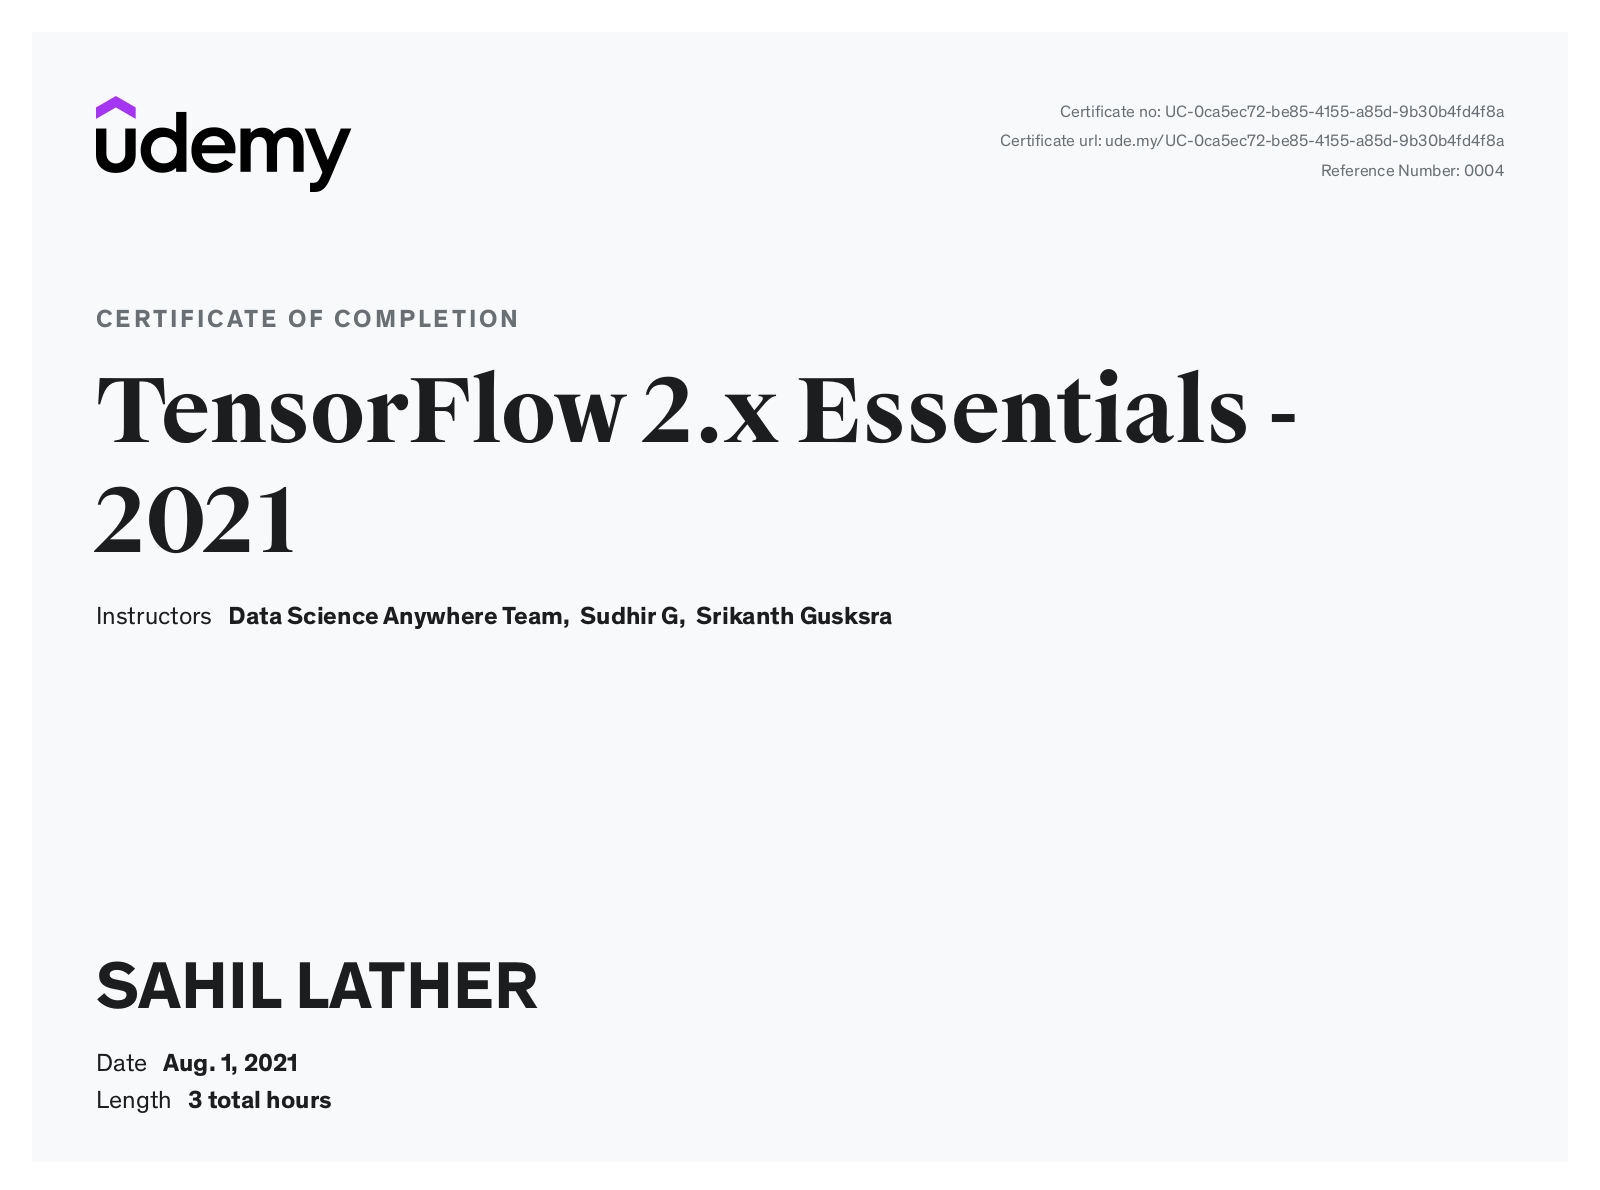 udemy
Certificate no: UC-0ca5ec72-be85-4155-a85d-9b30b4fd4f8a
Certificate url: ude.my/UC-0ca5ec72-be85-4155-a85d-9b30b4fd4f8a
Reference Number: 0004
CERTIFICATE OF COMPLETION
TensorFlow 2.x Essentials -
2021
Instructors Data Science Anywhere Team, Sudhir G, Srikanth Gusksra
SAHIL LATHER
Date Aug. 1, 2021
Length 3 total hours